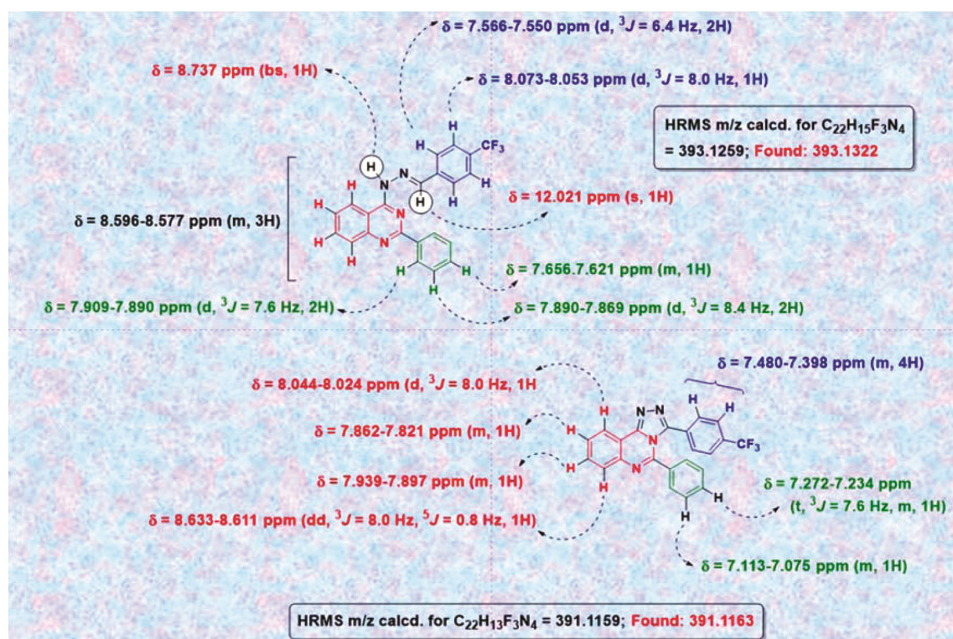 δ = 7.566-7.550 ppm (d, ³J = 6.4 Hz, 2H)
δ = 8.737 ppm (bs, 1H)
δ = 8.073-8.053 ppm (d, ³J = 8.0 Hz, 1H)
HRMS m/z calcd. for C₂₂H₁₅F₃N₄
= 393.1259; Found: 393.1322
H
H
CF₃
H
N
N
H
H
H
δ = 12.021 ppm (s, 1H)
H
δ = 8.596-8.577 ppm (m, 3H)
H
N
N
H
H
H
H
δ = 7.656.7.621 ppm (m, 1H)
δ = 7.909-7.890 ppm (d, ³J = 7.6 Hz, 2H)
δ = 7.890-7.869 ppm (d, ³J = 8.4 Hz, 2H)
δ = 7.480-7.398 ppm (m, 4H)
δ = 8.044-8.024 ppm (d, ³J = 8.0 Hz, 1H
H
H
H
N
N
δ = 7.862-7.821 ppm (m, 1H)
H
N
CF₃
H
N
δ = 7.939-7.897 ppm (m, 1H)
H
H
H
δ = 7.272-7.234 ppm
(t, ³J = 7.6 Hz, m, 1H)
δ = 8.633-8.611 ppm (dd, ³J = 8.0 Hz, ⁵J = 0.8 Hz, 1H)
δ = 7.113-7.075 ppm (m, 1H)
HRMS m/z calcd. for C₂₂H₁₃F₃N₄ = 391.1159; Found: 391.1163